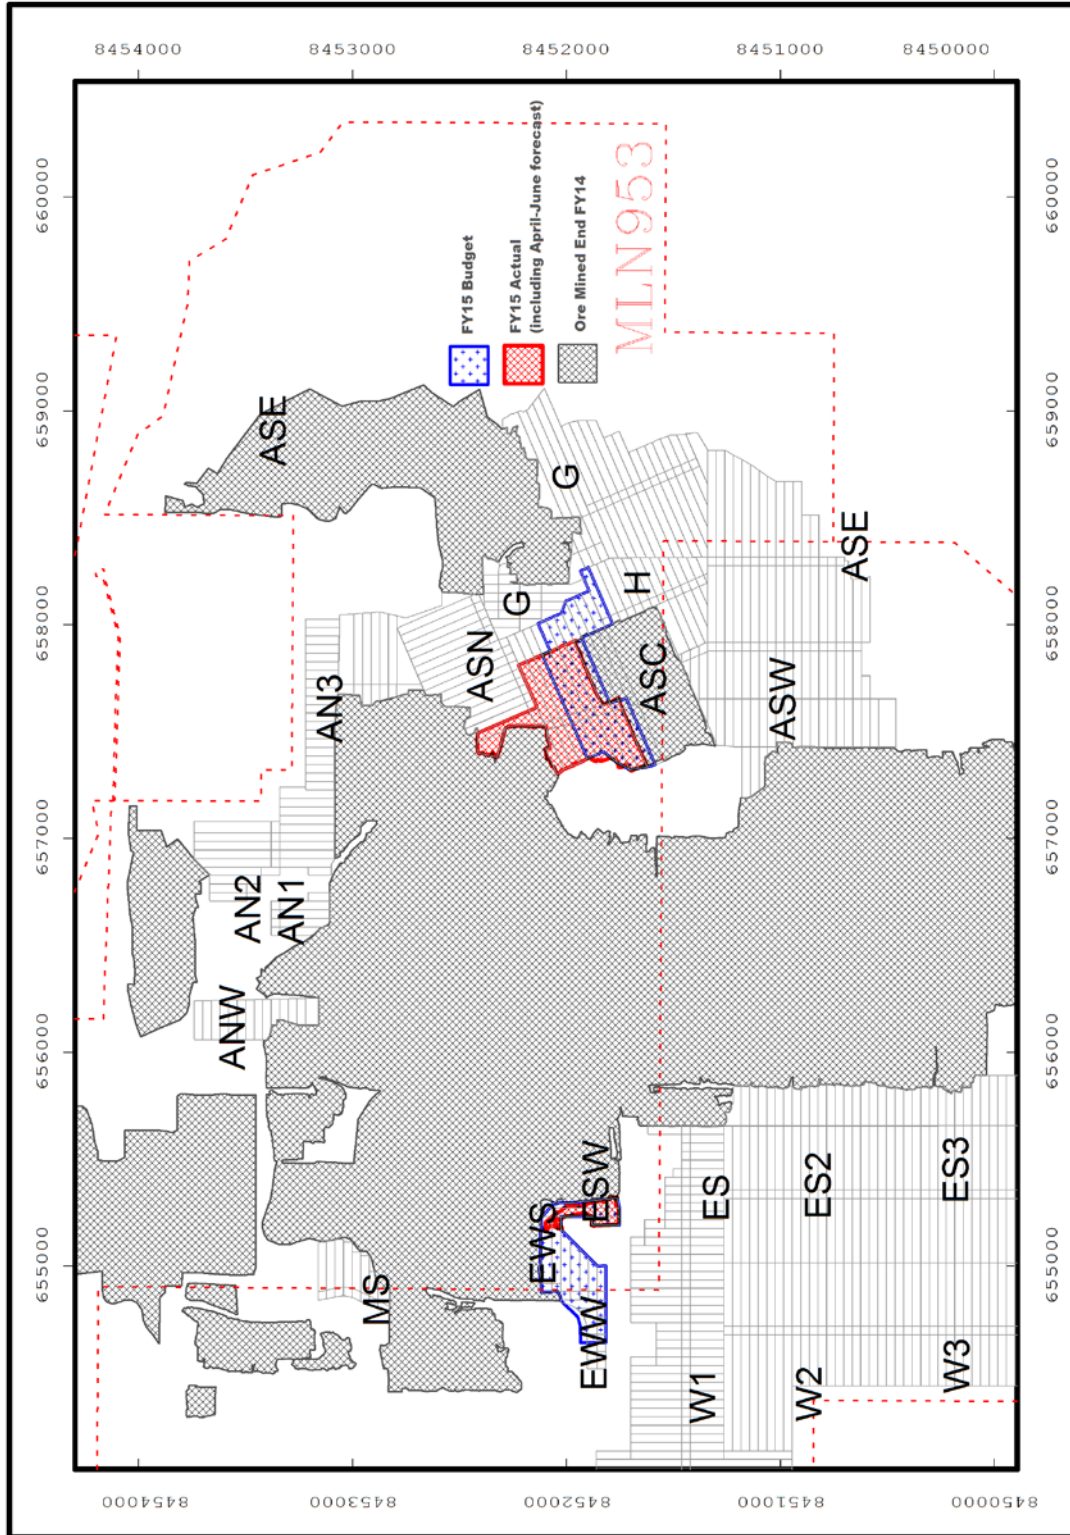 8454000
8453000
8452000
8451000
8450000
660000
659000
658000
657000
656000
655000
660000
659000
658000
657000
656000
655000
FY15 Budget
FY15 Actual
(including April-June forecast)
Ore Mined End FY14
MLN953
ASE
G
G
H
ASN
ASC
AN3
ASE
ASW
AN2
AN1
ANW
ESW
EWS
ES
ES2
ES3
MS
EWW
W1
W2
W3
8454000
8453000
8452000
8451000
8450000